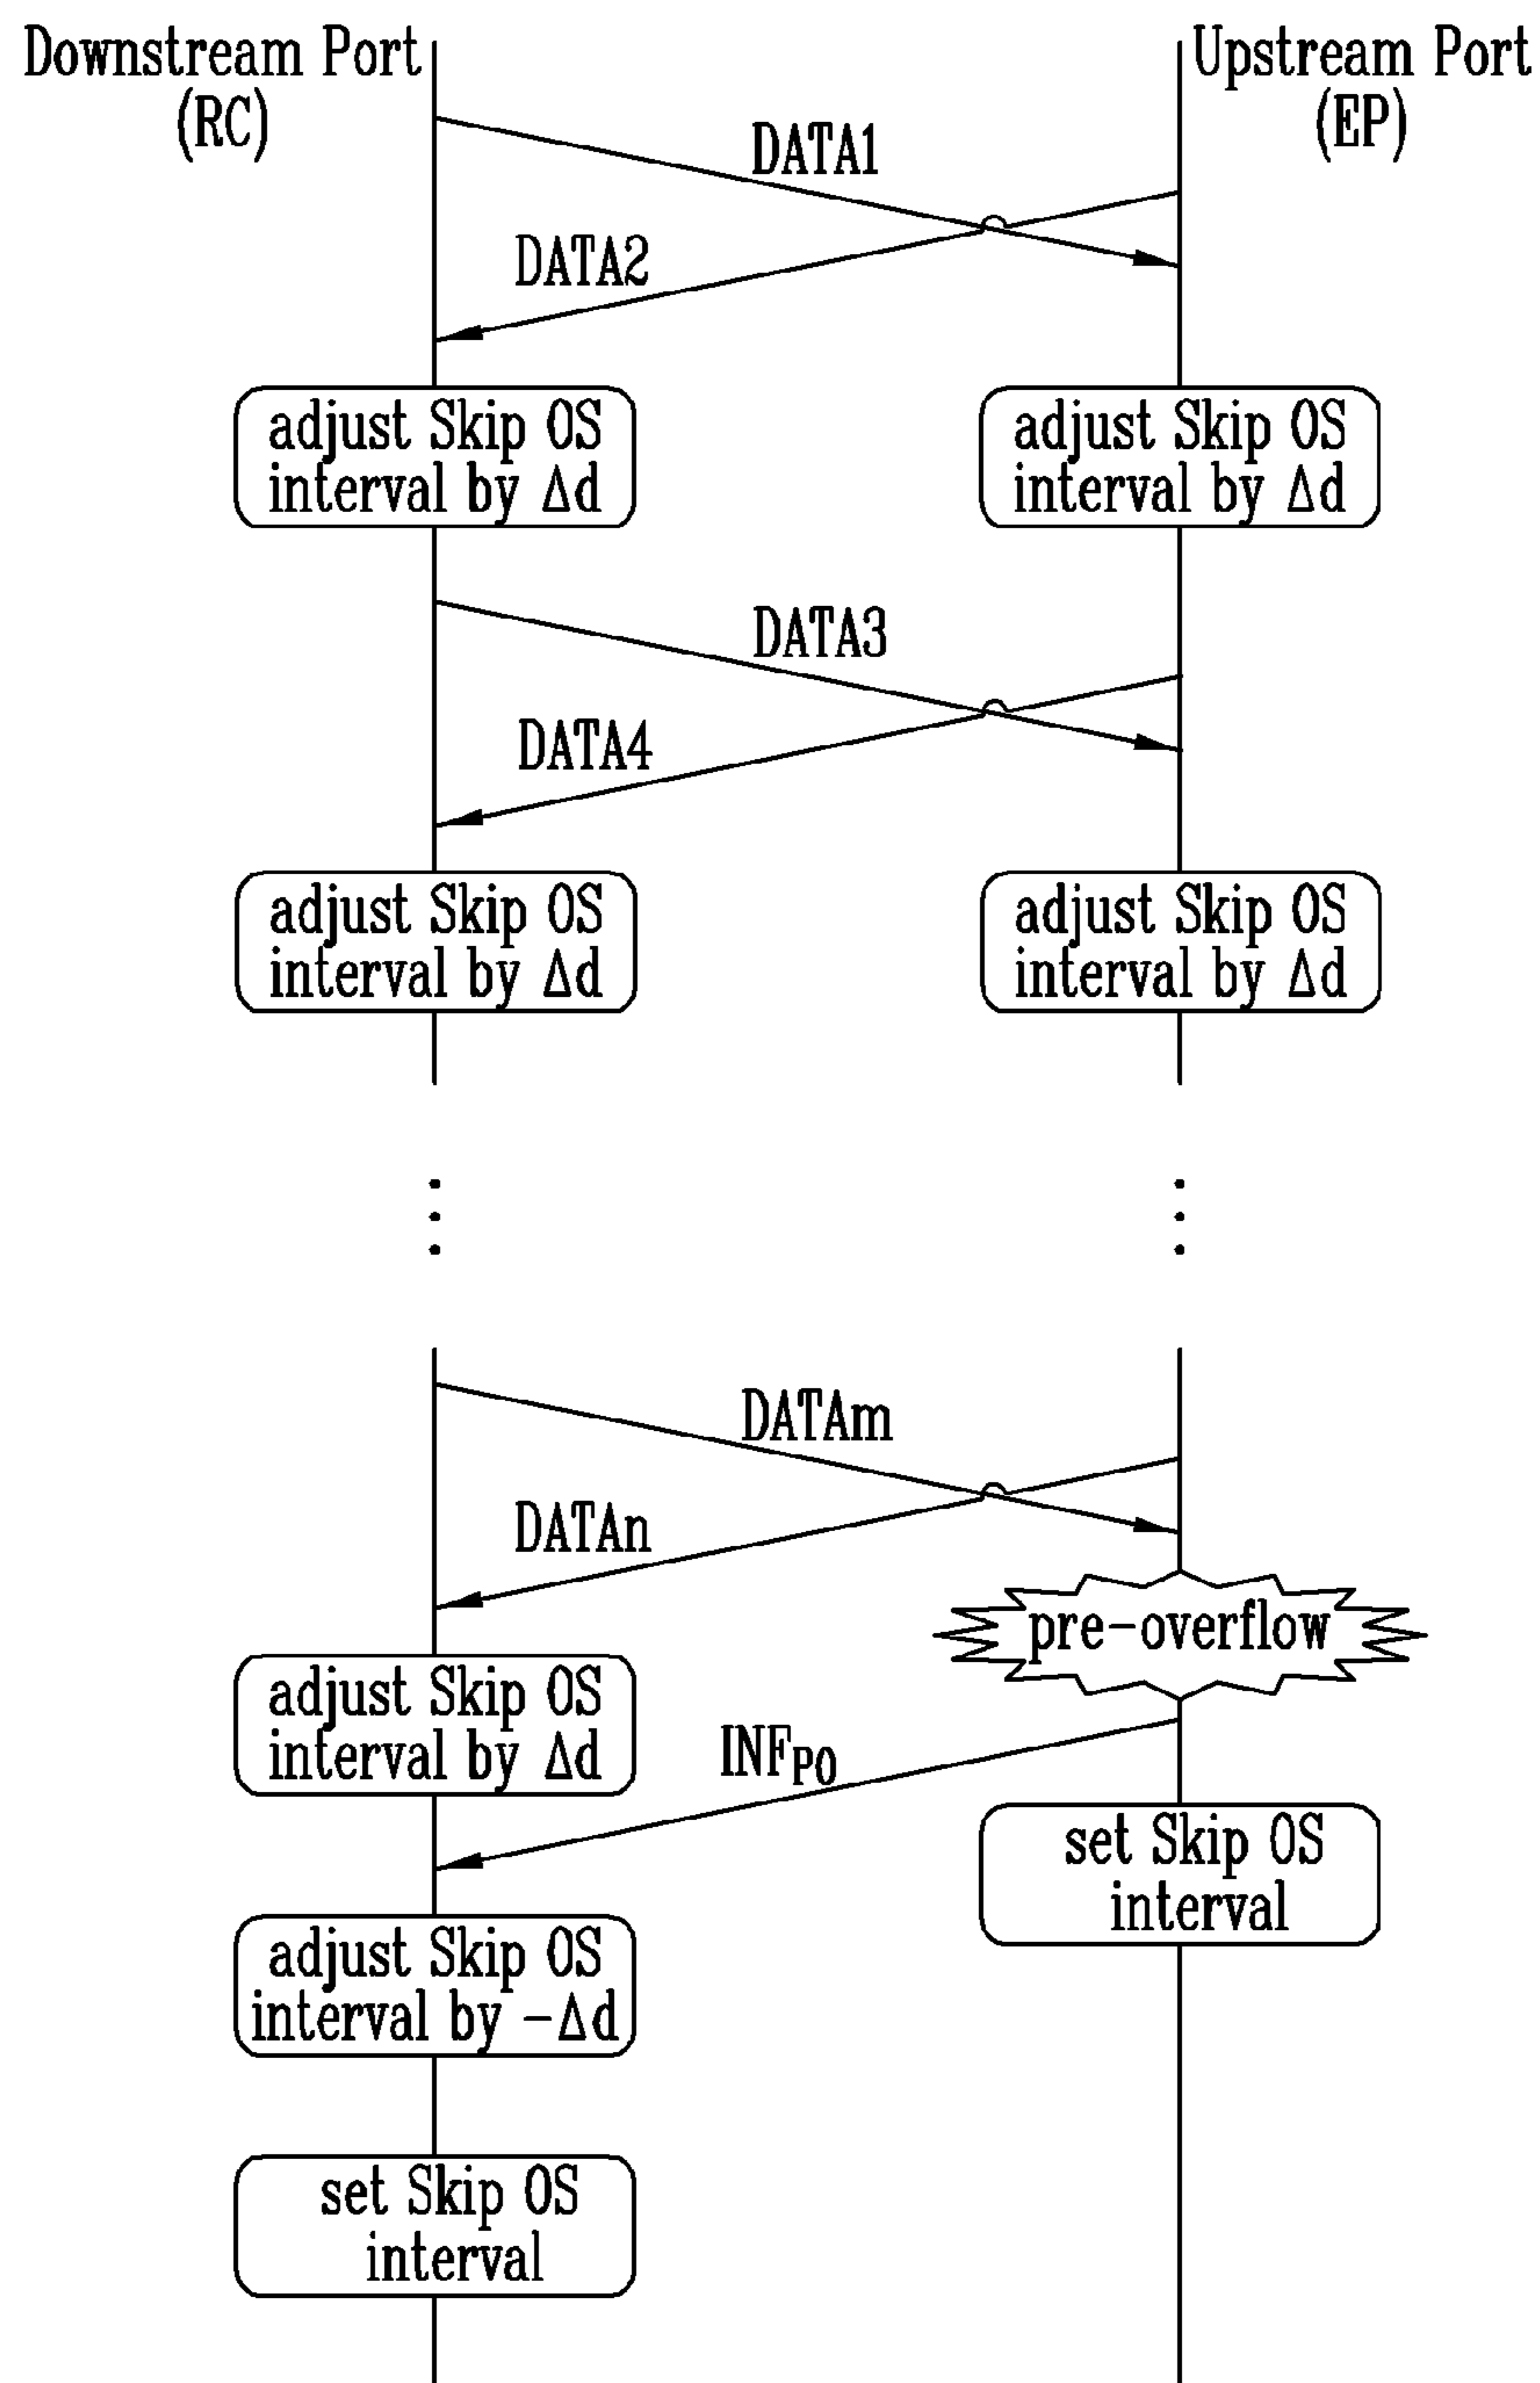 Downstream Port
(RC)
Upstream Port
(EP)
DATA1
DATA2
adjust Skip OS
interval by Δd
adjust Skip OS
interval by Δd
DATA3
DATA4
adjust Skip OS
interval by Δd
adjust Skip OS
interval by Δd
DATAm
DATAn
pre-overflow
adjust Skip OS
interval by Δd
INFPO
set Skip OS
interval
adjust Skip OS
interval by -Δd
set Skip OS
interval